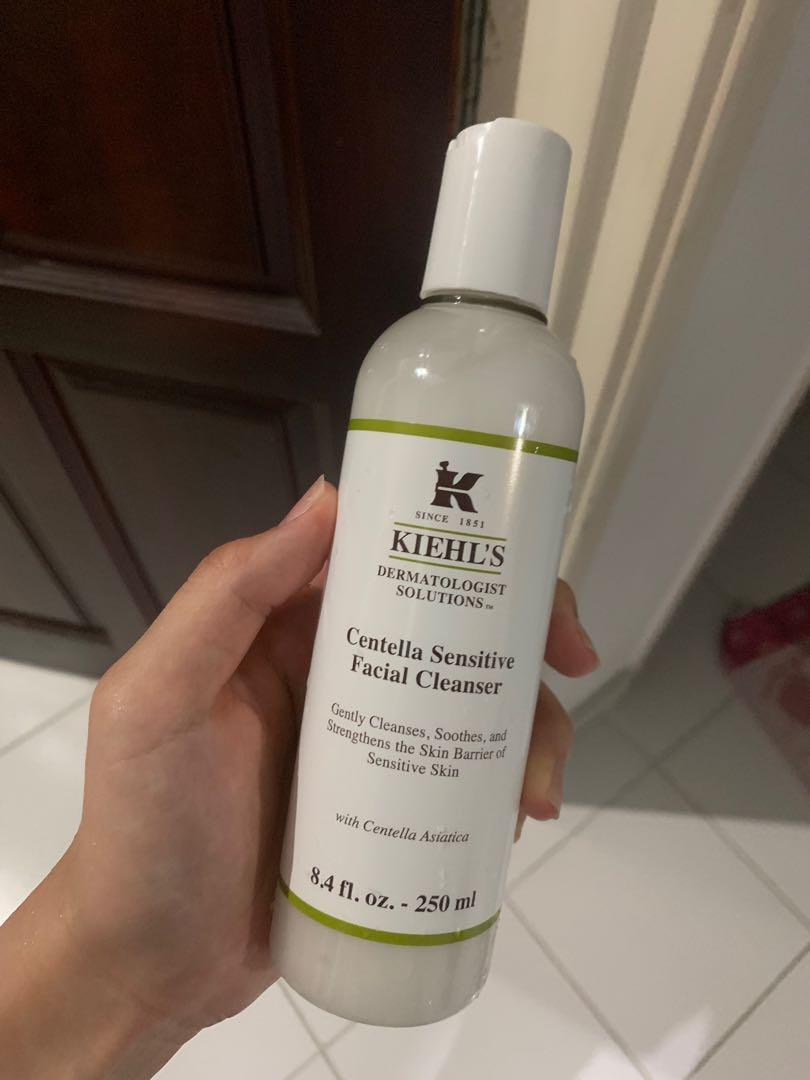 K
SINCE 1851
KIEHL'S
DERMATOLOGIST
SOLUTIONS™
Centella Sensitive
Facial Cleanser
Gently Cleanses, Soothes, and
Strengthens the Skin Barrier of
Sensitive Skin
with Centella Asiatica
8.4 fl. oz. - 250 ml